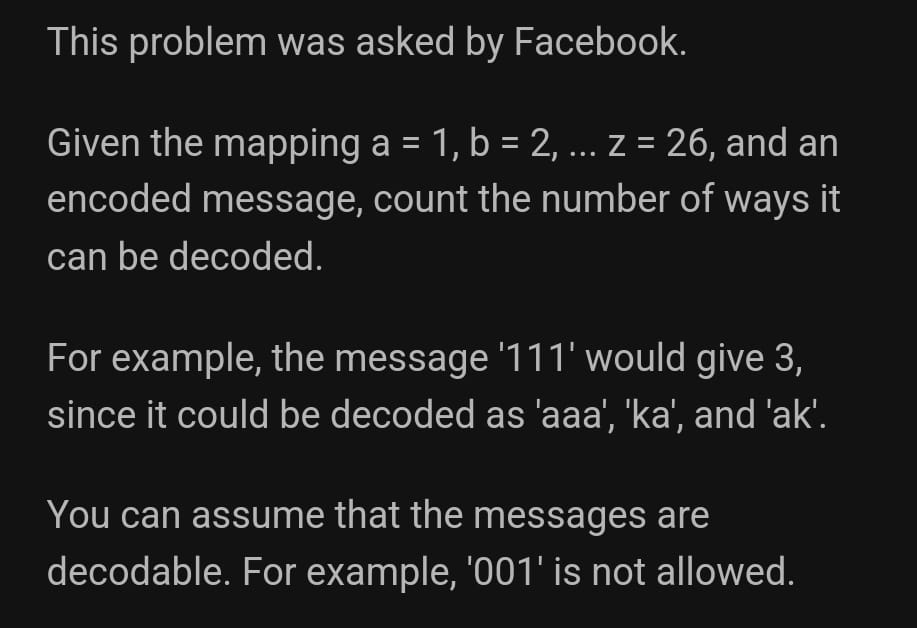 This problem was asked by Facebook.
Given the mapping a = 1, b = 2, ... z = 26, and an
encoded message, count the number of ways it
can be decoded.
For example, the message '111' would give 3,
since it could be decoded as 'aaa', 'ka', and 'ak'.
You can assume that the messages are
decodable. For example, '001' is not allowed.